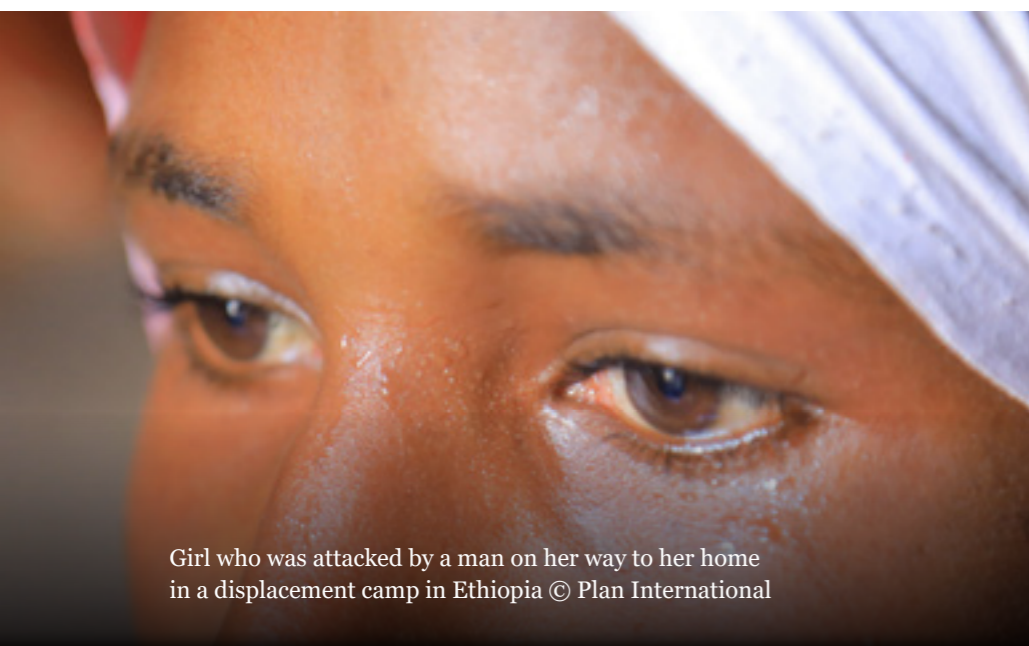 Girl who was attacked by a man on her way to her home
in a displacement camp in Ethiopia © Plan International